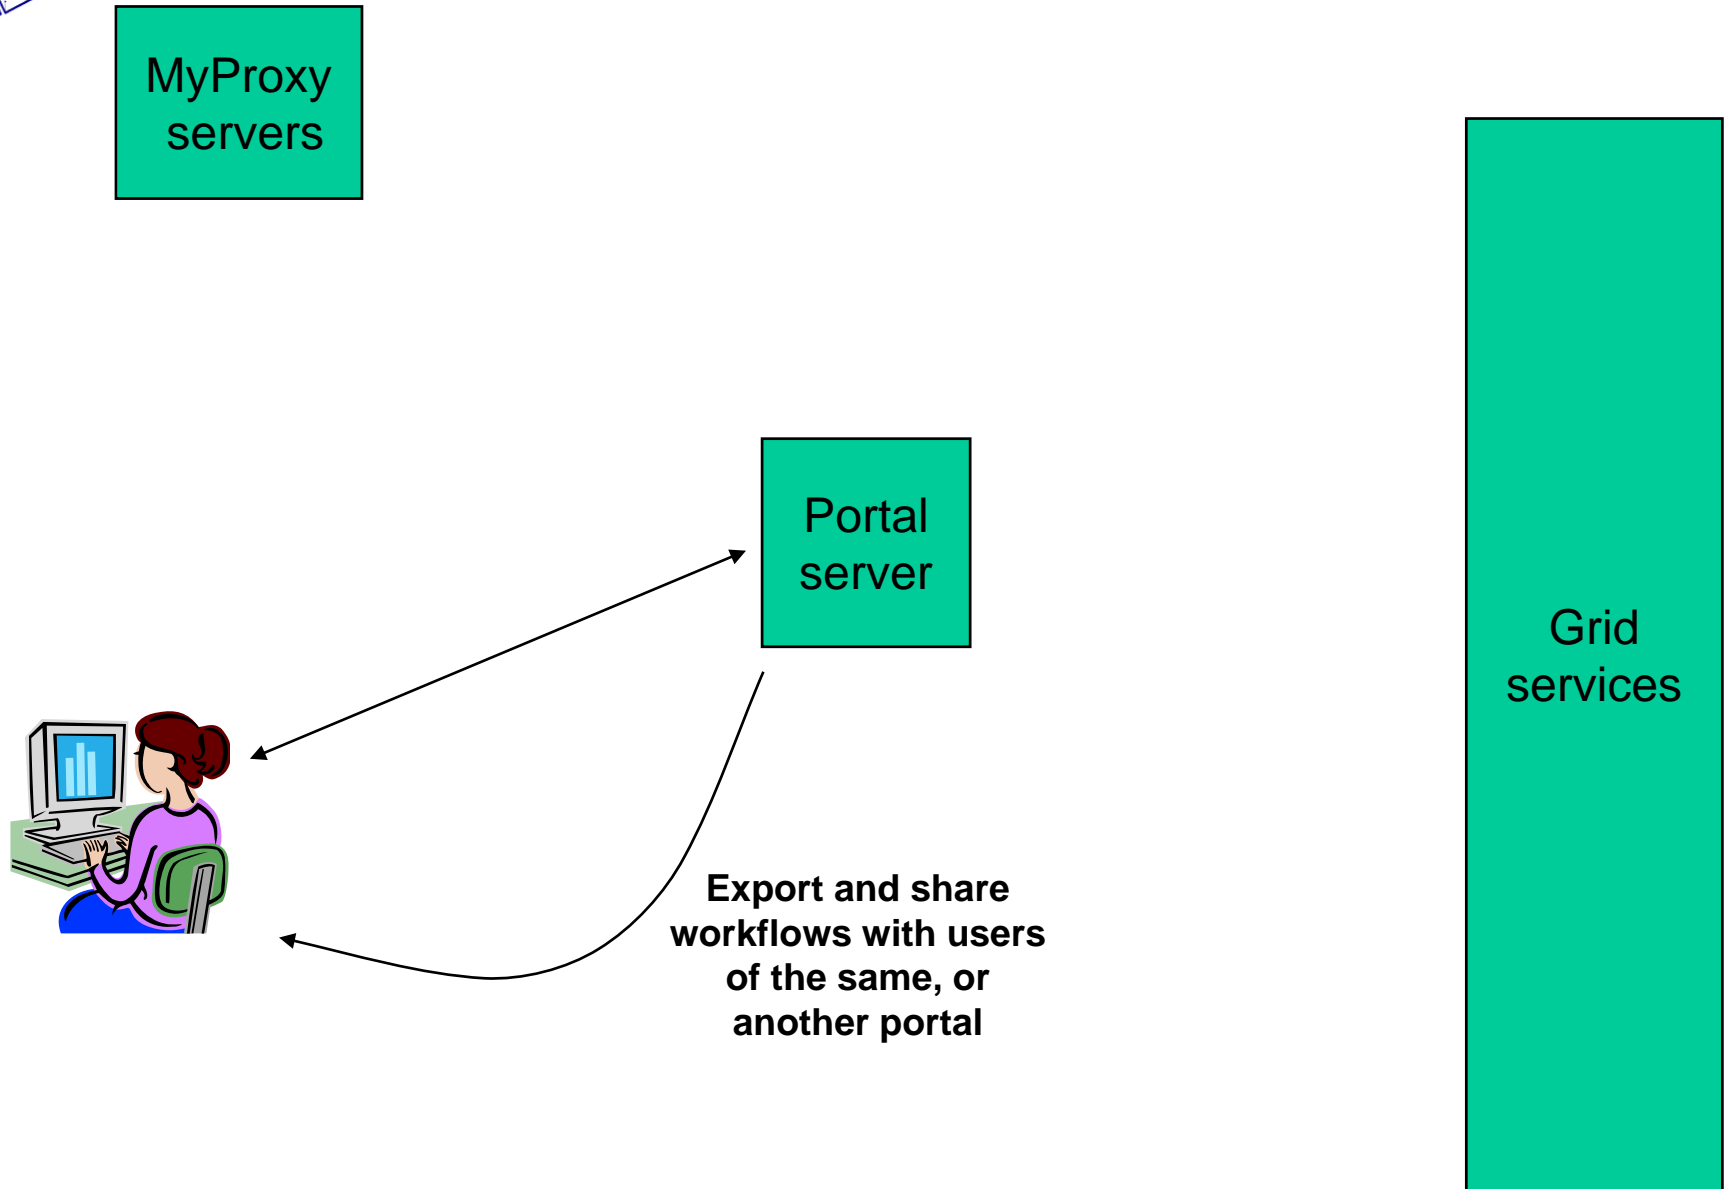 MyProxy
servers
Portal
server
Grid
services
Export and share
workflows with users
of the same, or
another portal